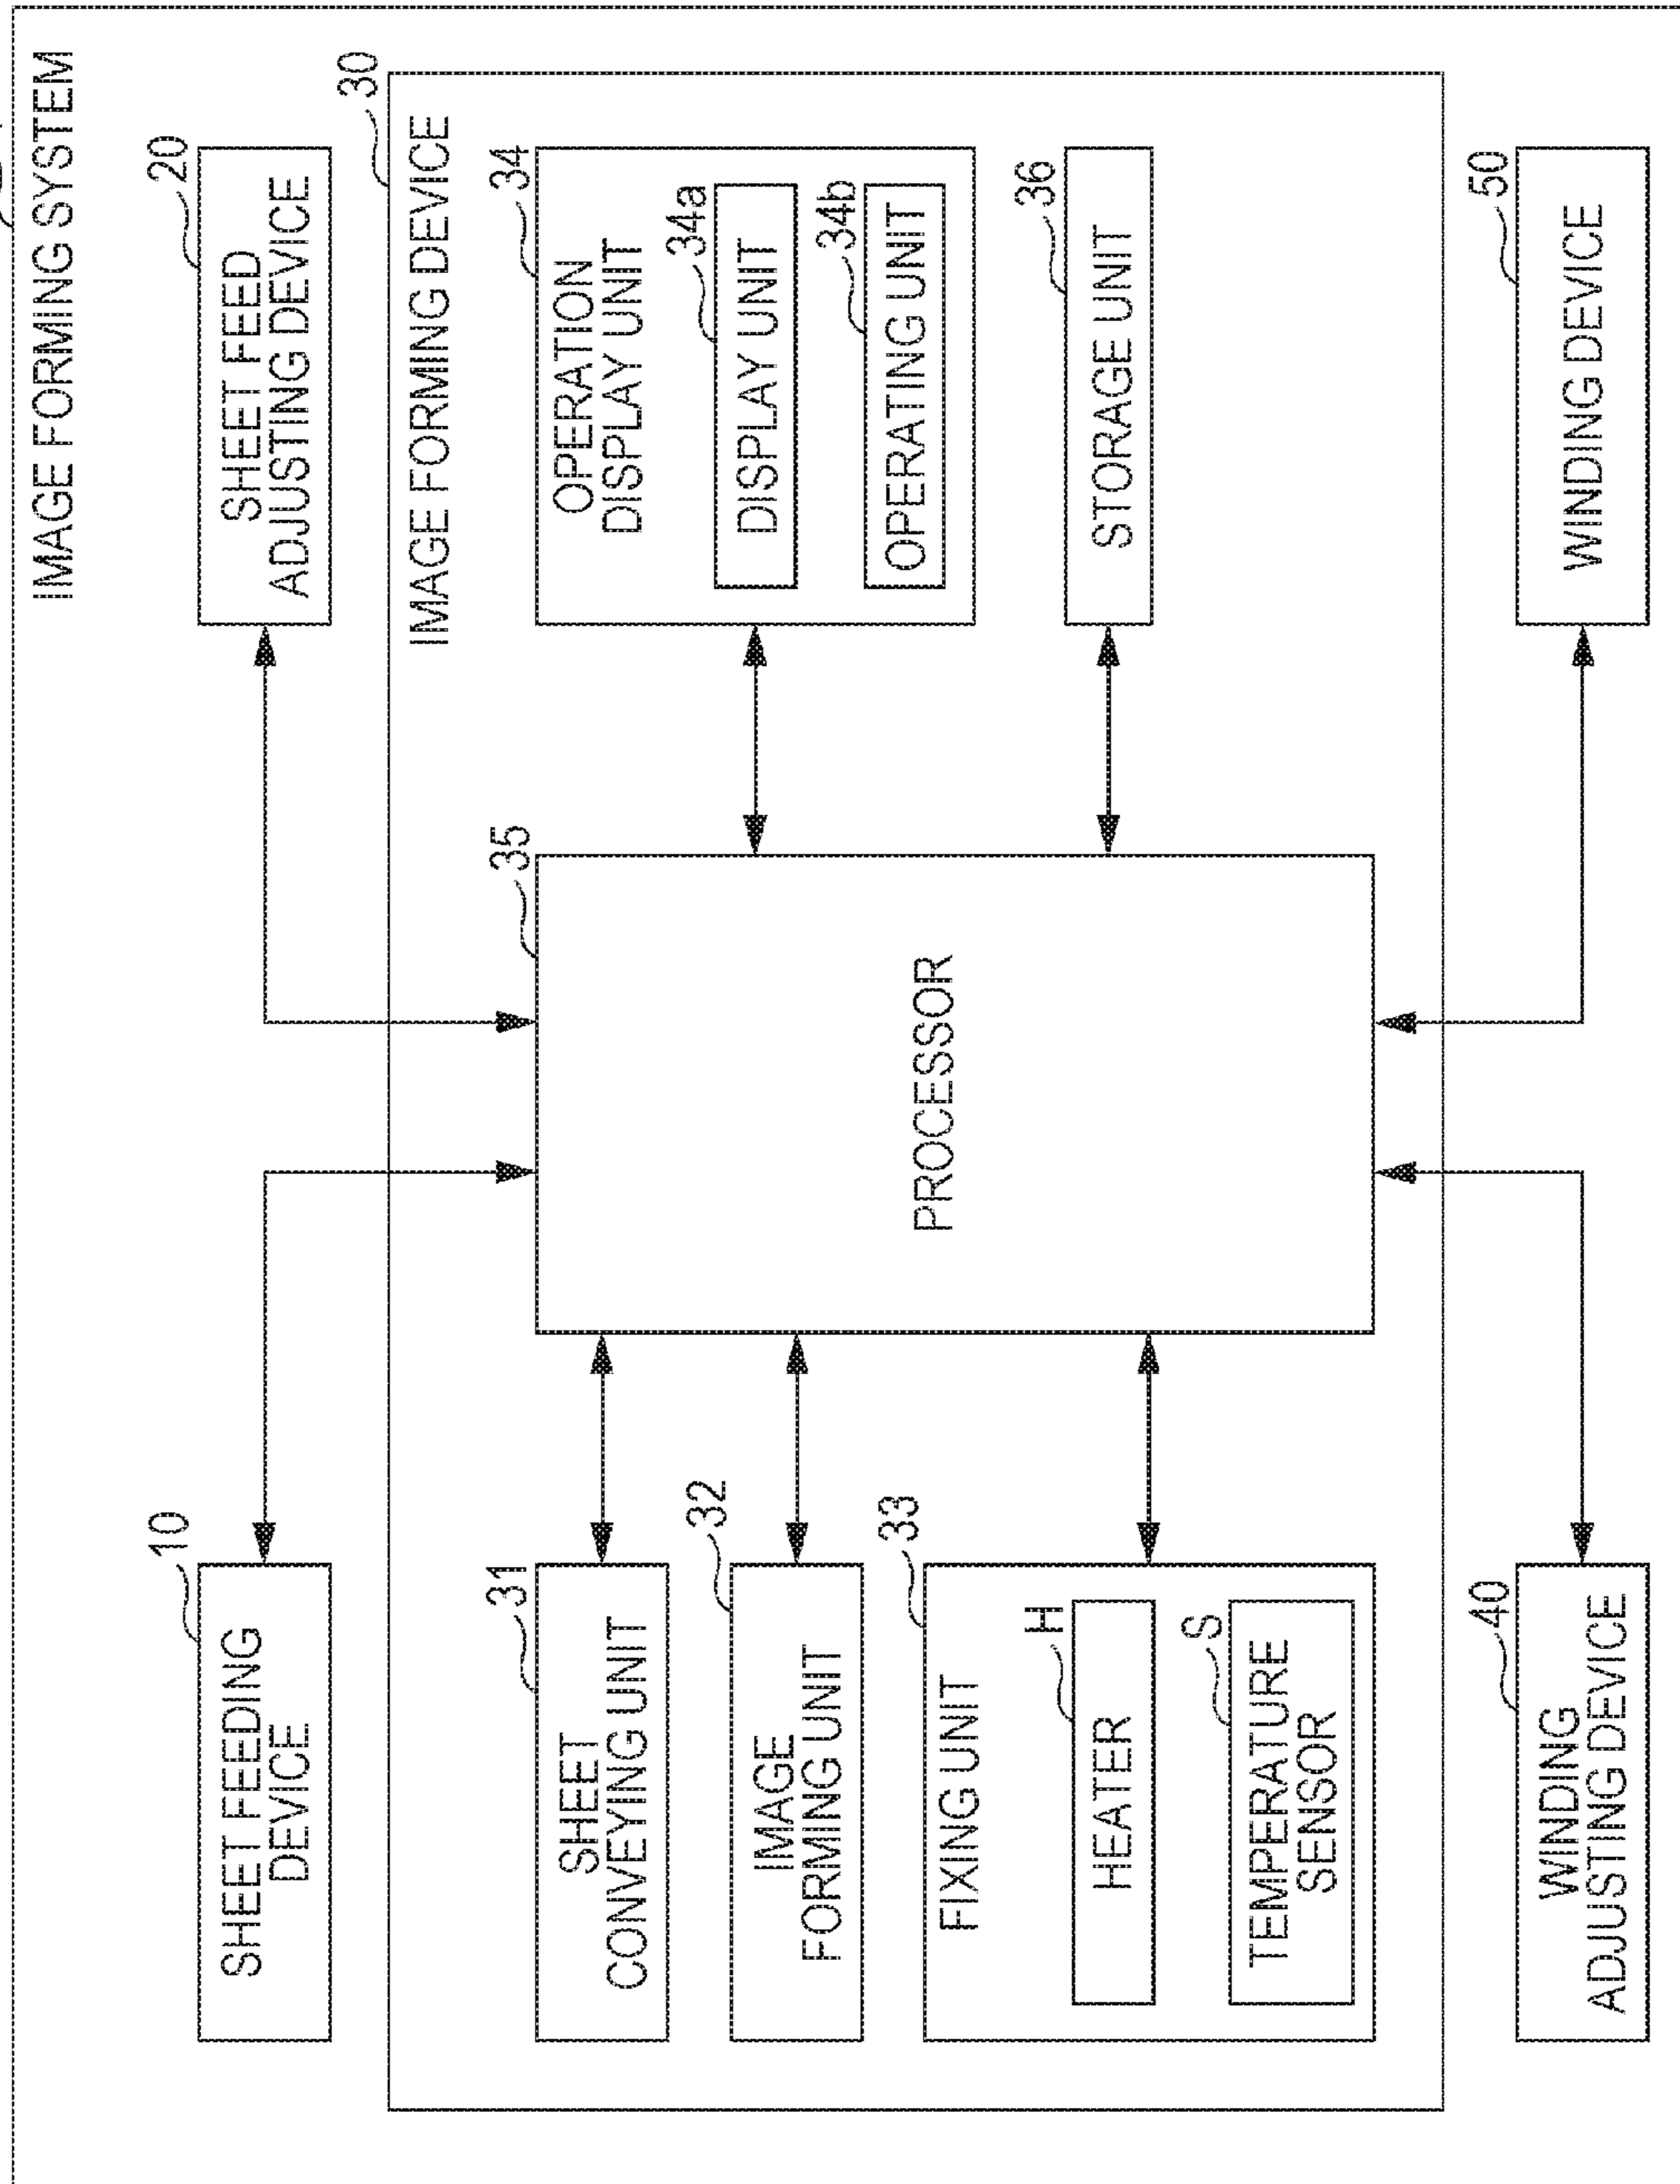 IMAGE FORMING SYSTEM
10
SHEET FEEDING
DEVICE
20
SHEET FEED
ADJUSTING DEVICE
30
IMAGE FORMING DEVICE
31
SHEET
CONVEYING UNIT
32
IMAGE
FORMING UNIT
33
FIXING UNIT
H
HEATER
S
TEMPERATURE
SENSOR
35
PROCESSOR
34
OPERATION
DISPLAY UNIT
34a
DISPLAY UNIT
34b
OPERATING UNIT
36
STORAGE UNIT
40
WINDING
ADJUSTING DEVICE
50
WINDING DEVICE